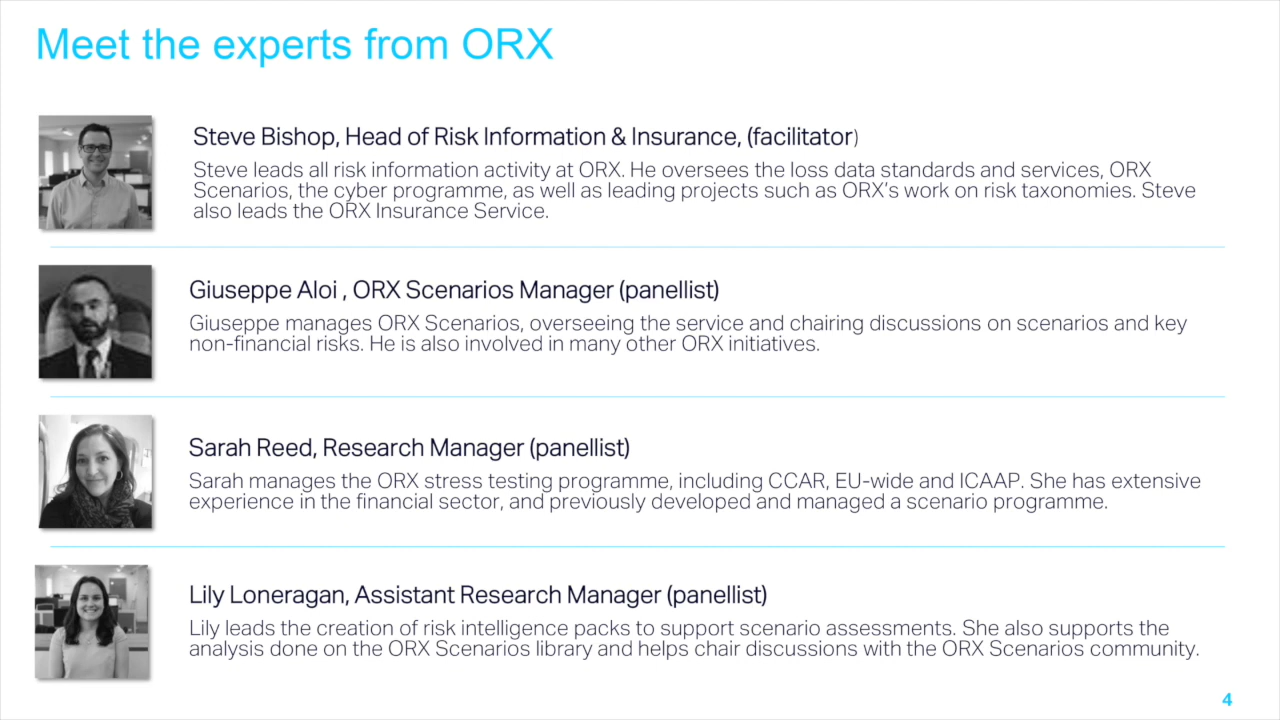 Meet the experts from ORX
Steve Bishop, Head of Risk Information & Insurance, (facilitator)
Steve leads all risk information activity at ORX. He oversees the loss data standards and services, ORX
Scenarios, the cyber programme, as well as leading projects such as ORX’s work on risk taxonomies. Steve
also leads the ORX Insurance Service.
Giuseppe Aloi , ORX Scenarios Manager (panellist)
Giuseppe manages ORX Scenarios, overseeing the service and chairing discussions on scenarios and key
non-financial risks. He is also involved in many other ORX initiatives.
Sarah Reed, Research Manager (panellist)
Sarah manages the ORX stress testing programme, including CCAR, EU-wide and ICAAP. She has extensive
experience in the financial sector, and previously developed and managed a scenario programme.
Lily Loneragan, Assistant Research Manager (panellist)
Lily leads the creation of risk intelligence packs to support scenario assessments. She also supports the
analysis done on the ORX Scenarios library and helps chair discussions with the ORX Scenarios community.
4